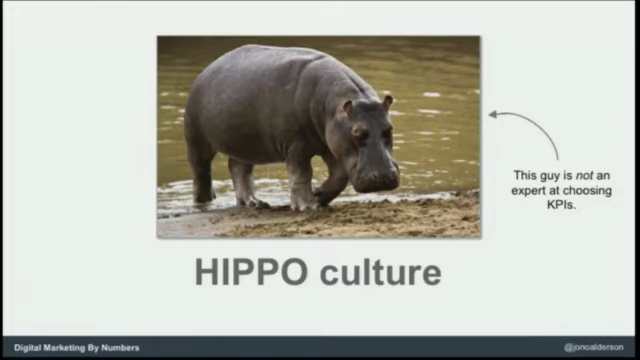 This guy is not an
expert at choosing
KPIs.
HIPPO culture
Digital Marketing By Numbers
@jonoalderson